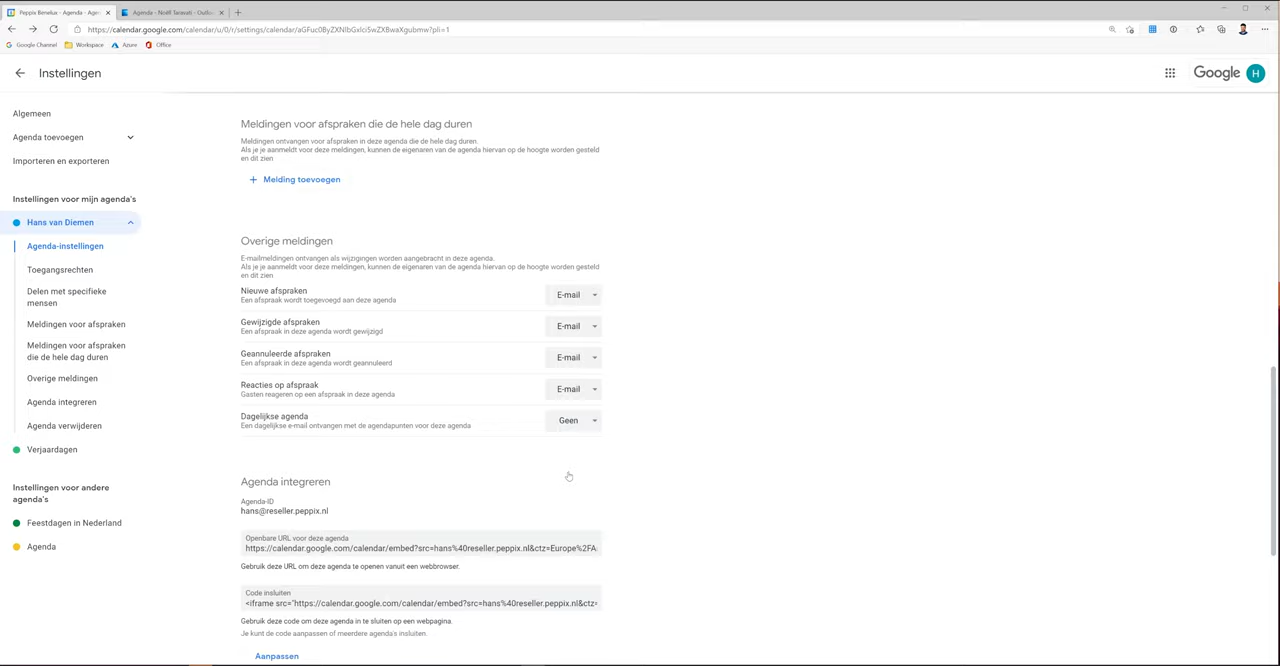 Peppix Benelux - Agenda - Age
Agenda - Noëll Sarawati - Outlo
https://calendar.google.com/calendar/u/0/r/settings/calendar/aGFuc0ByZXNlbGxlci5wZXBwaXgubmw?pli=1
Google Channel
Workspace
Azure
Office
Instellingen
Google
H
Algemeen
Agenda toevoegen
Importeren en exporteren
Instellingen voor mijn agenda's
Hans van Diemen
Agenda-instellingen
Toegangsrechten
Delen met specifieke
mensen
Meldingen voor afspraken
Meldingen voor afspraken
die de hele dag duren
Overige meldingen
Agenda integreren
Agenda verwijderen
Verjaardagen
Instellingen voor andere
agenda's
Feestdagen in Nederland
Agenda
Meldingen voor afspraken die de hele dag duren
Meldingen ontvangen voor afspraken in deze agenda die de hele dag duren.
Als je je aanmeldt voor deze meldingen, kunnen de eigenaren van de agenda hiervan op de hoogte worden gesteld
en dit zien
+ Melding toevoegen
Overige meldingen
E-mailmeldingen ontvangen als wijzigingen worden aangebracht in deze agenda.
Als je je aanmeldt voor deze meldingen, kunnen de eigenaren van de agenda hiervan op de hoogte worden gesteld
en dit zien
Nieuwe afspraken
Een afspraak wordt toegevoegd aan deze agenda
E-mail
Gewijzigde afspraken
Een afspraak in deze agenda wordt gewijzigd
E-mail
Geannuleerde afspraken
Een afspraak in deze agenda wordt geannuleerd
E-mail
Reacties op afspraak
Gasten reageren op een afspraak in deze agenda
E-mail
Dagelijkse agenda
Een dagelijkse e-mail ontvangen met de agendapunten voor deze agenda
Geen
Agenda integreren
Agenda-ID
hans@reseller.peppix.nl
Openbare URL voor deze agenda
https://calendar.google.com/calendar/embed?src=hans%40reseller.peppix.nl&ctz=Europe%2FA
Gebruik deze URL om deze agenda te openen vanuit een webbrowser.
Code insluiten
<iframe src="https://calendar.google.com/calendar/embed?src=hans%40reseller.peppix.nl&ctz=
Gebruik deze code om deze agenda in te sluiten op een webpagina.
Je kunt de code aanpassen of meerdere agenda's insluiten.
Aanpassen